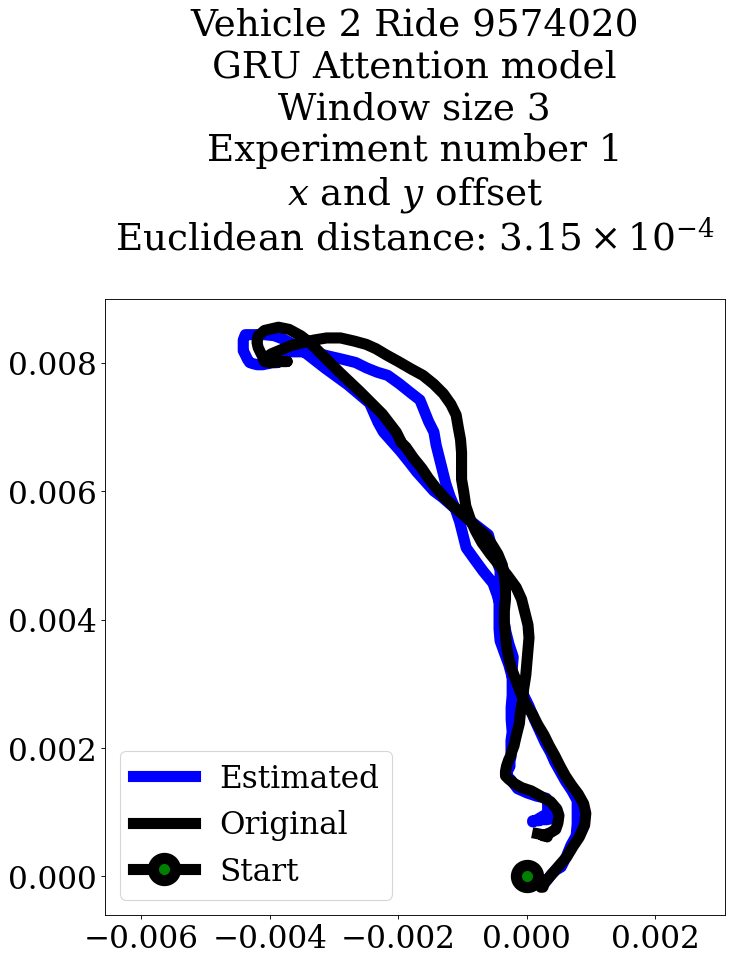 Vehicle 2 Ride 9574020
GRU Attention model
Window size 3
Experiment number 1
x and y offset
Euclidean distance: 3.15 × 10⁻⁴
0.008
0.006
0.004
0.002
0.000
Estimated
Original
Start
−0.006 −0.004 −0.002 0.000 0.002